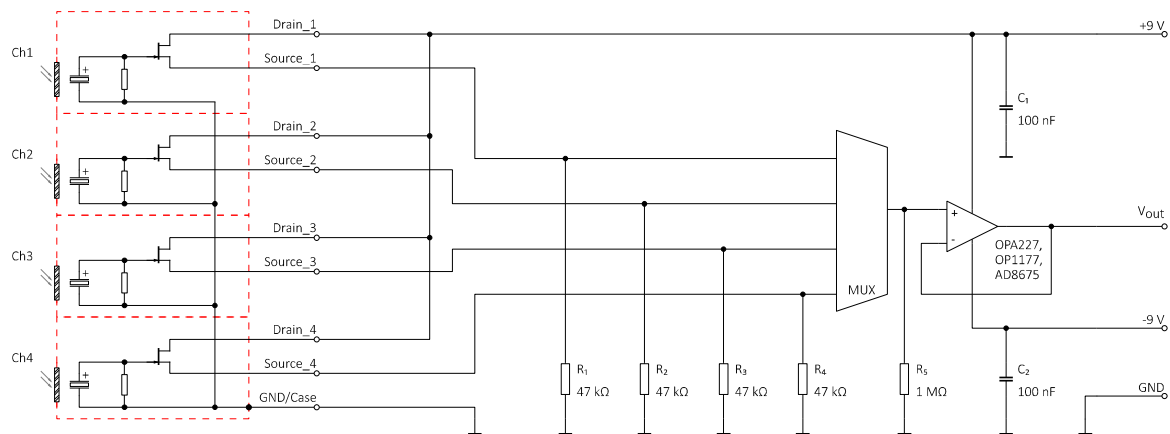 Drain_1
+9 V
Ch1
Source_1
C₁
100 nF
Drain_2
Ch2
Source_2
Drain_3
Vout
Ch3
Source_3
+
-
OPA227,
OP1177,
AD8675
MUX
Drain_4
-9 V
Ch4
Source_4
R₁
47 kΩ
R₂
47 kΩ
R₃
47 kΩ
R₄
47 kΩ
R₅
1 MΩ
C₂
100 nF
GND
GND/Case
+
+
+
+